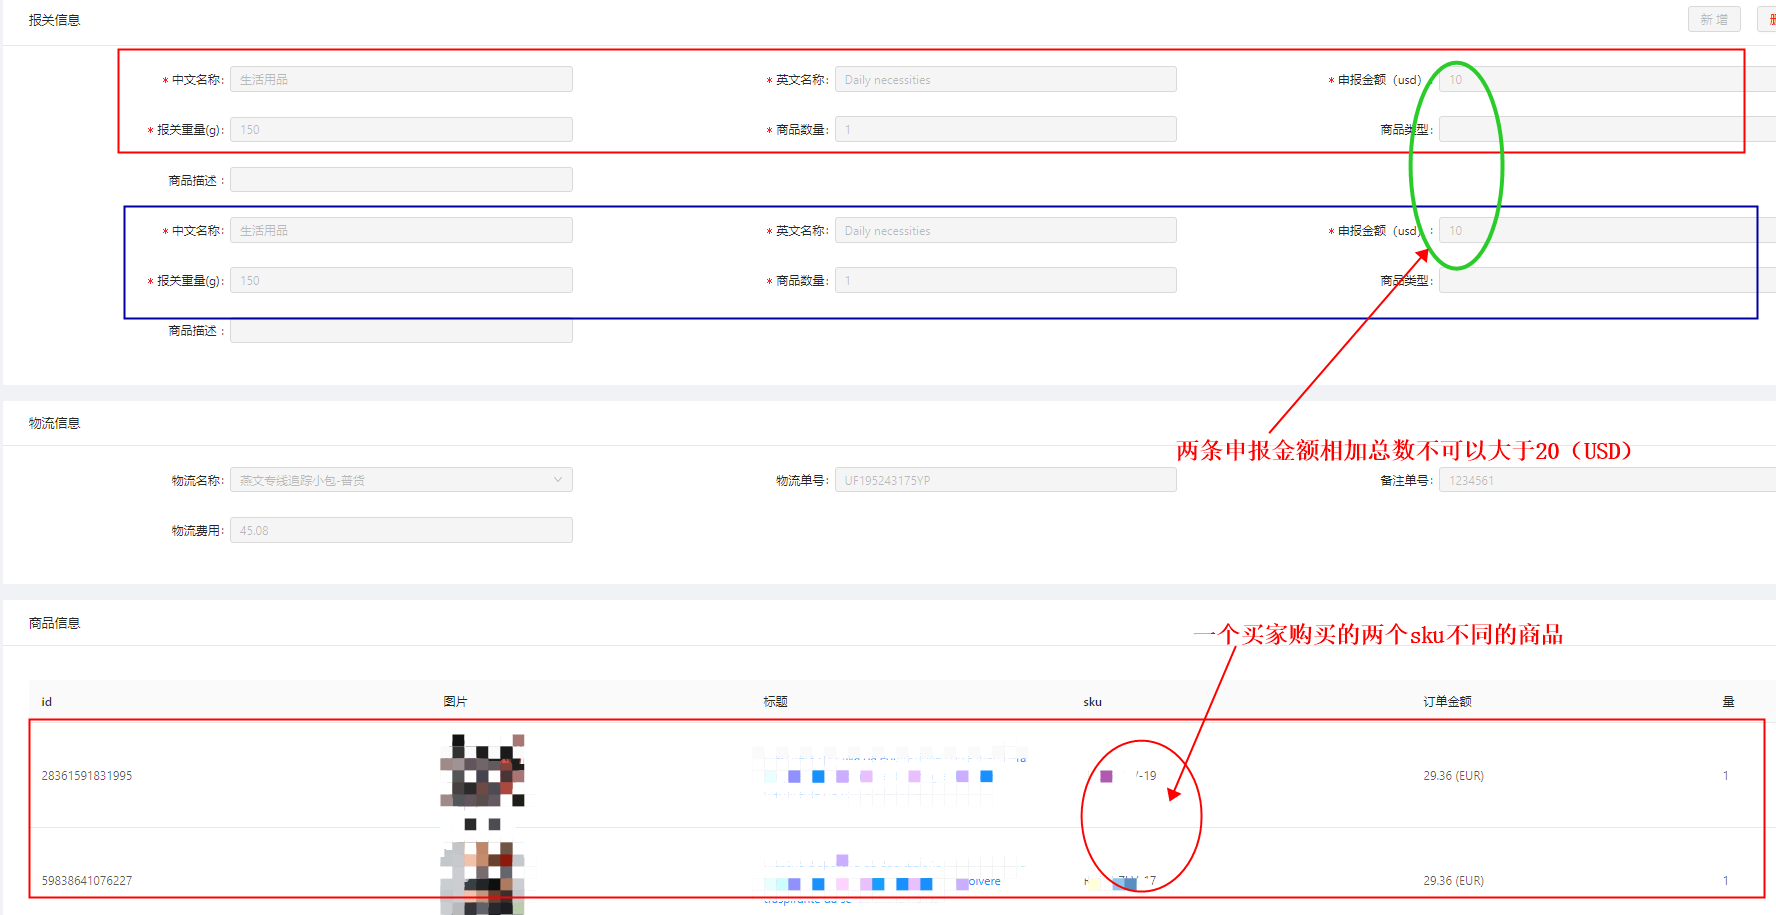 报关信息
新 增
* 中文名称: 生活用品
* 英文名称: Daily necessities
* 申报金额（usd）: 10
* 报关重量(g): 150
* 商品数量: 1
商品类型:
商品描述 :
* 中文名称: 生活用品
* 英文名称: Daily necessities
* 申报金额（usd）: 10
* 报关重量(g): 150
* 商品数量: 1
商品类型:
商品描述 :
物流信息
两条申报金额相加总数不可以大于20（USD）
物流名称: 燕文专线追踪小包-普货
物流单号: UF195243175YP
备注单号: 1234561
物流费用: 45.08
商品信息
一个买家购买的两个sku不同的商品
id 图片 标题 sku 订单金额 量
28361591831995 -19 29.36 (EUR) 1
59838641076227 oivere 17 29.36 (EUR) 1